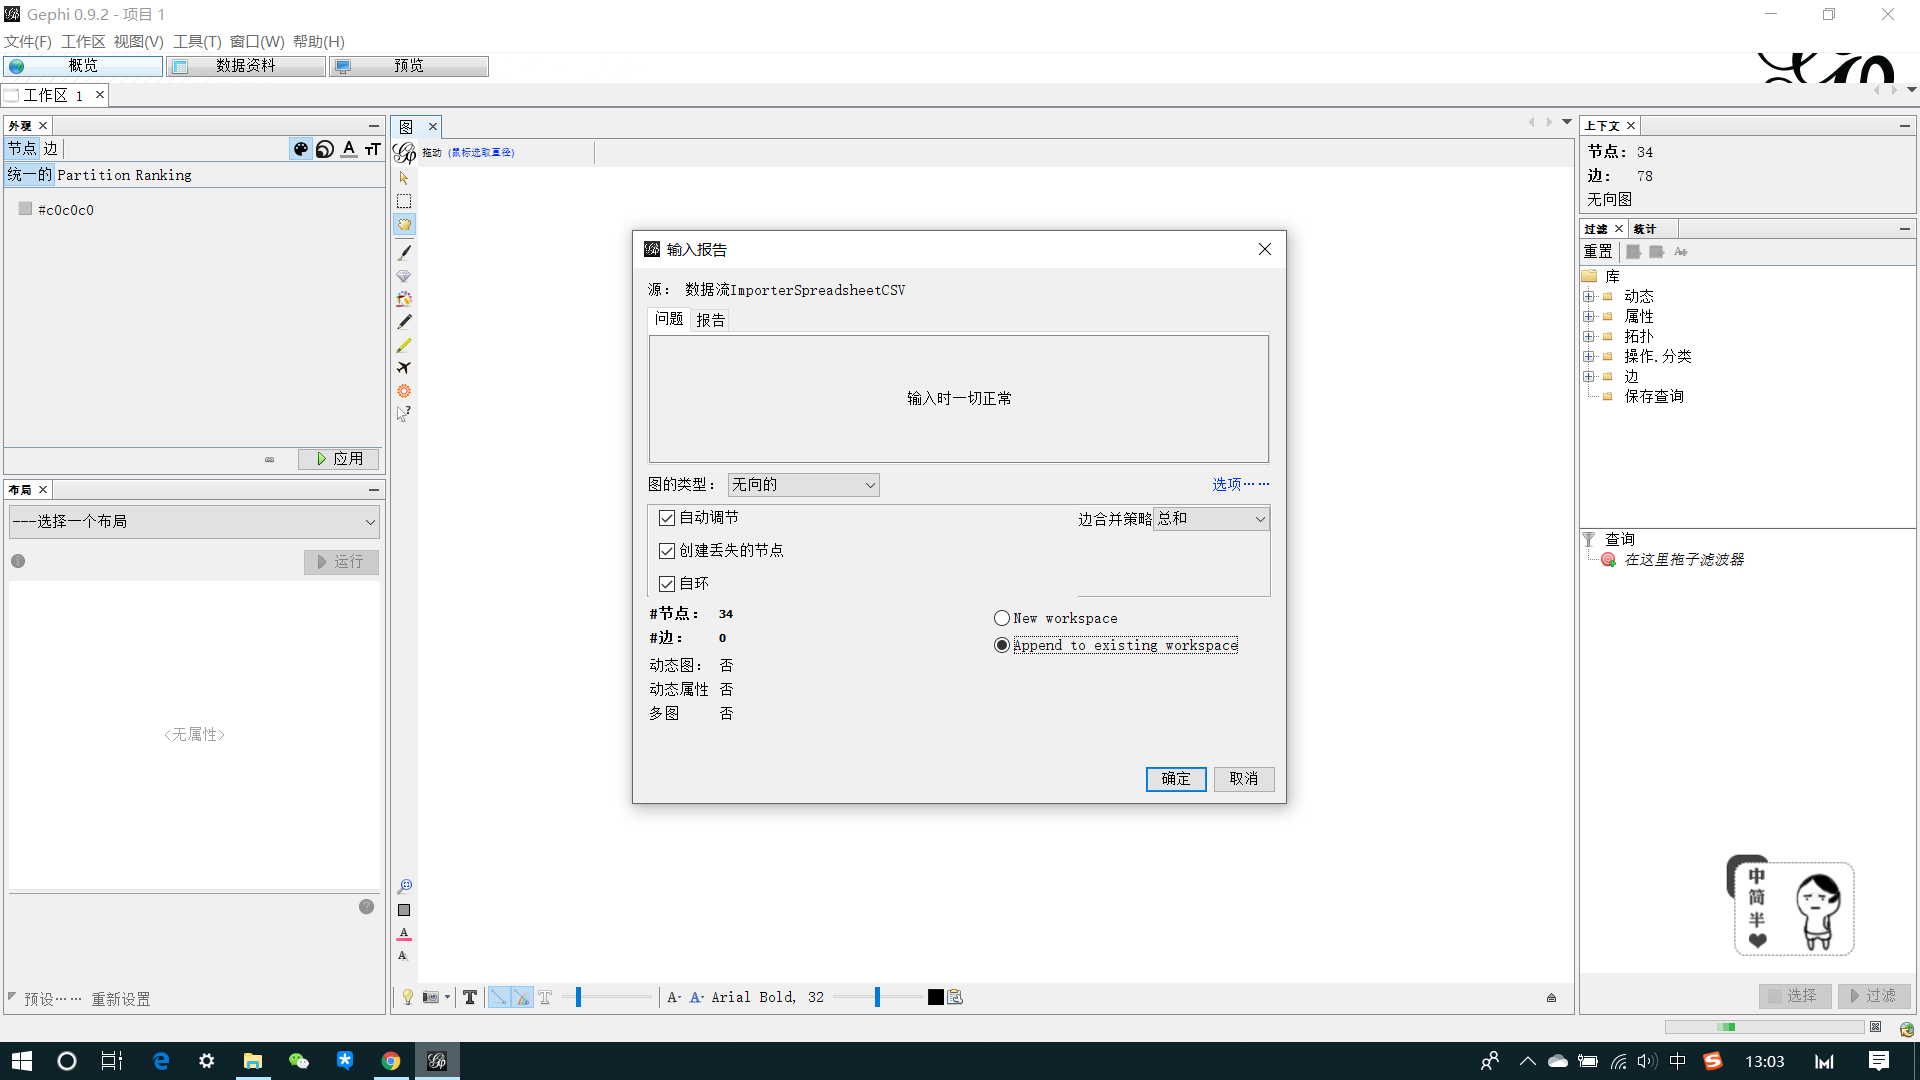 Gephi 0.9.2 - 项目 1
文件(F) 工作区 视图(V) 工具(T) 窗口(W) 帮助(H)
概览 数据资料 预览
工作区 1
外观
节点 边
统一的 Partition Ranking
#c0c0c0
应用
布局
---选择一个布局
运行
<无属性>
预设…… 重新设置
图
拖动 (鼠标选取直径)
输入报告
源： 数据流ImporterSpreadsheetCSV
问题 报告
输入时一切正常
图的类型： 无向的 选项……
自动调节 边合并策略 总和
创建丢失的节点
自环
#节点： 34
#边： 0
动态图： 否
动态属性 否
多图 否
New workspace
Append to existing workspace
确定 取消
Arial Bold, 32
上下文
节点： 34
边： 78
无向图
过滤 统计
重置
库
动态
属性
拓扑
操作.分类
边
保存查询
查询
在这里拖子滤波器
中
简
半
选择 过滤
中 13:03